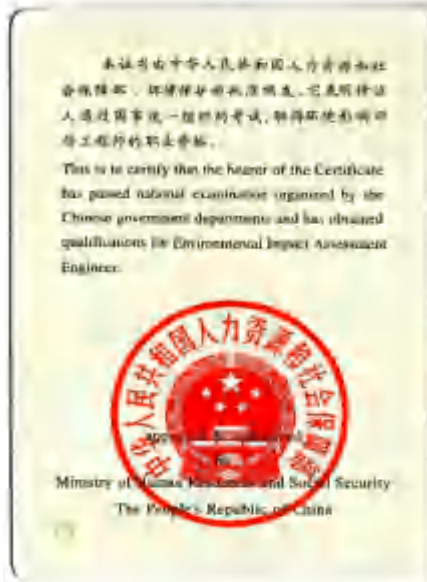 本证书由中华人民共和国人力资源和社
会保障部、环境保护部批准颁发。它表明持证
人通过国家统一组织的考试，取得环境影响评
价工程师的职业资格。
This is to certify that the bearer of the Certificate
has passed national examination organized by the
Chinese government departments and has obtained
qualifications for Environmental Impact Assessment
Engineer.
中华人民共和国人力资源和社会保障部
Ministry of Human Resources and Social Security
The People's Republic of China